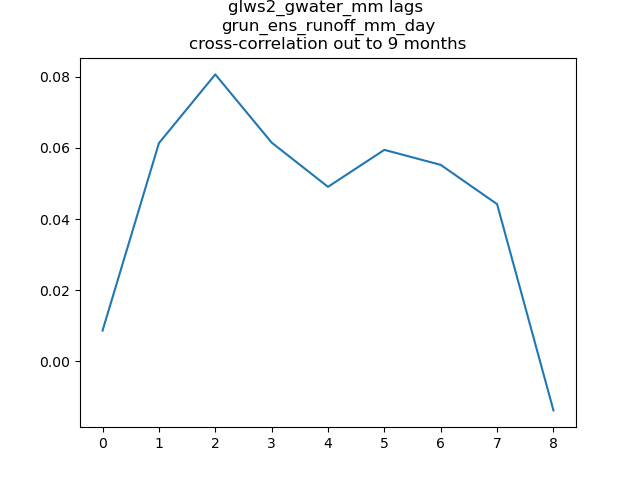 glws2_gwater_mm lags
grun_ens_runoff_mm_day
cross-correlation out to 9 months
0.08
0.06
0.04
0.02
0.00
0 1 2 3 4 5 6 7 8